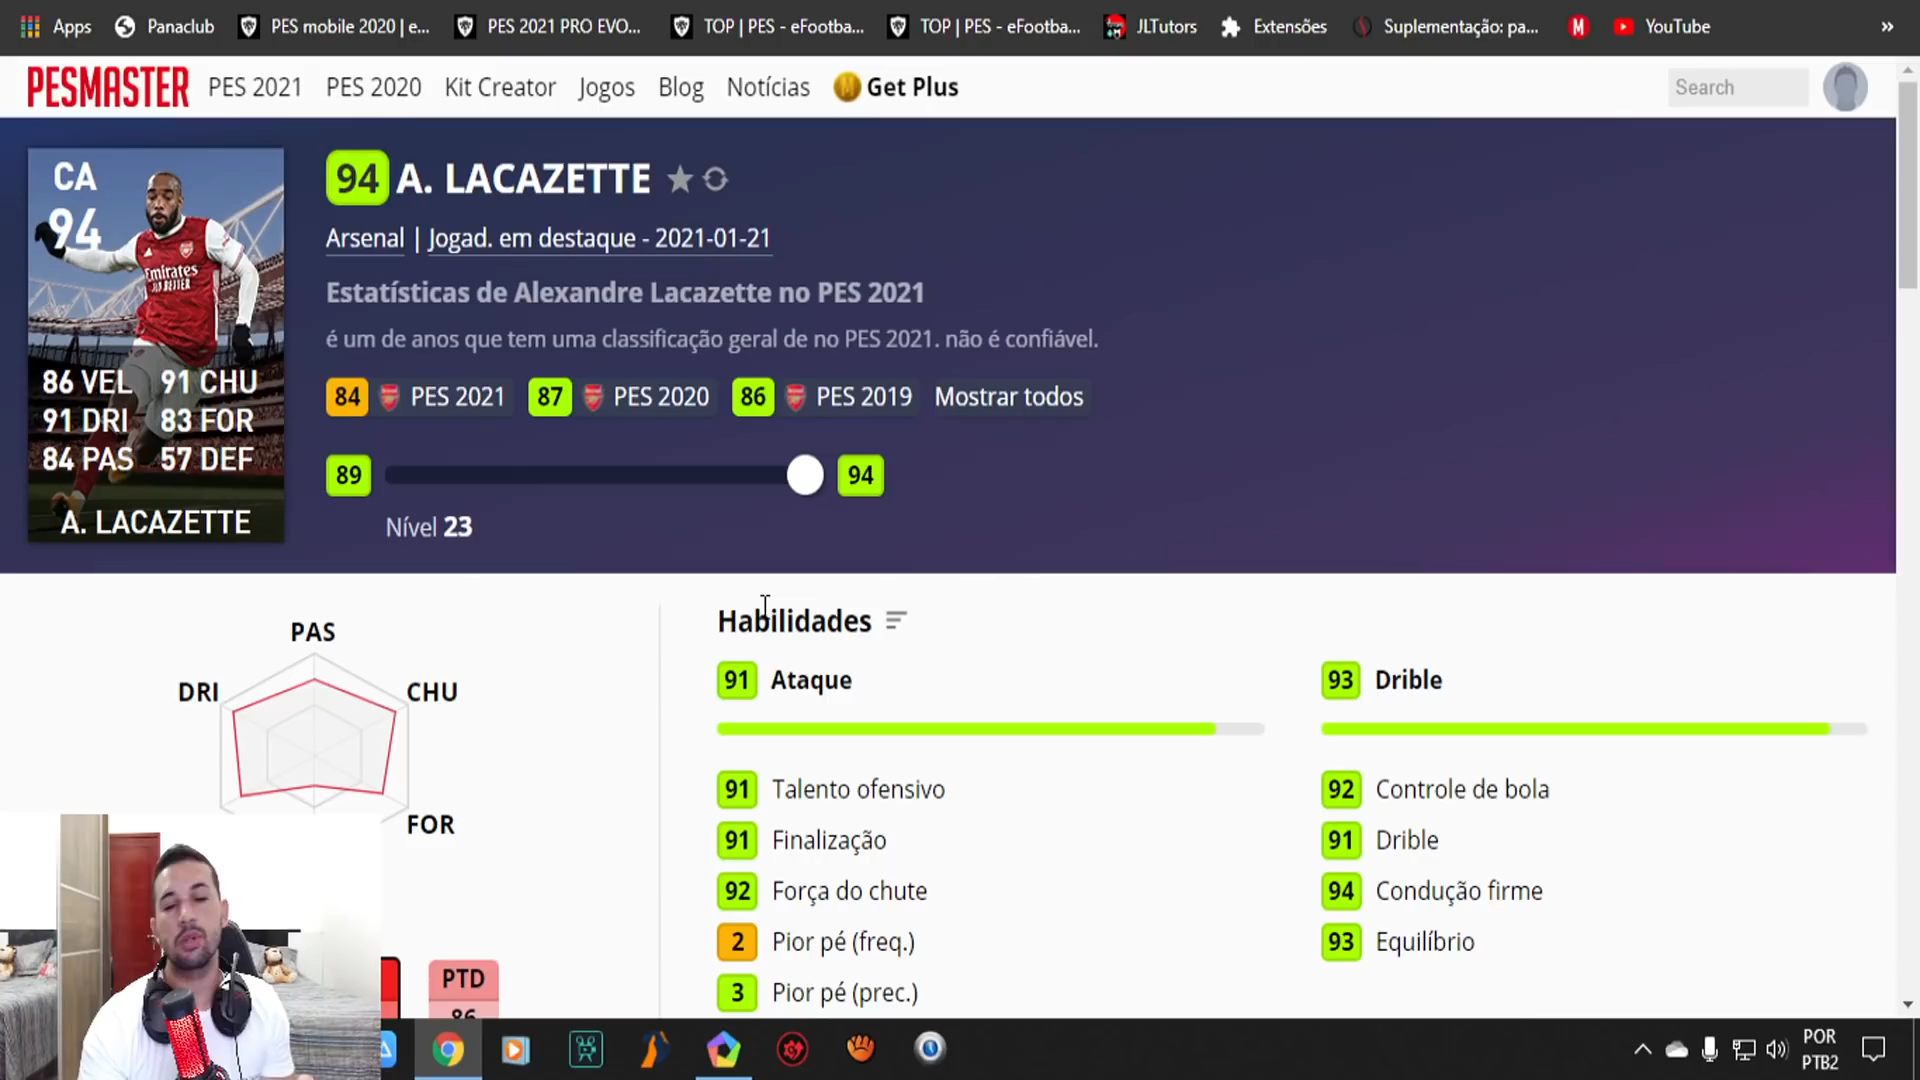 Apps Panaclub PES mobile 2020 | e... PES 2021 PRO EVO... TOP | PES - eFootba... TOP | PES - eFootba... JLTutors Extensões Suplementação: pa... M YouTube »
PESMASTER PES 2021 PES 2020 Kit Creator Jogos Blog Notícias Get Plus Search
CA
94
Emirates
FLY BETTER
86 VEL 91 CHU
91 DRI 83 FOR
84 PAS 57 DEF
A. LACAZETTE
94 A. LACAZETTE
Arsenal | Jogad. em destaque - 2021-01-21
Estatísticas de Alexandre Lacazette no PES 2021
é um de anos que tem uma classificação geral de no PES 2021. não é confiável.
84 PES 2021 87 PES 2020 86 PES 2019 Mostrar todos
89 94
Nível 23
PAS
DRI CHU
FOR
PTD
86
Habilidades
91 Ataque
91 Talento ofensivo
91 Finalização
92 Força do chute
2 Pior pé (freq.)
3 Pior pé (prec.)
93 Drible
92 Controle de bola
91 Drible
94 Condução firme
93 Equilíbrio
POR
PTB2